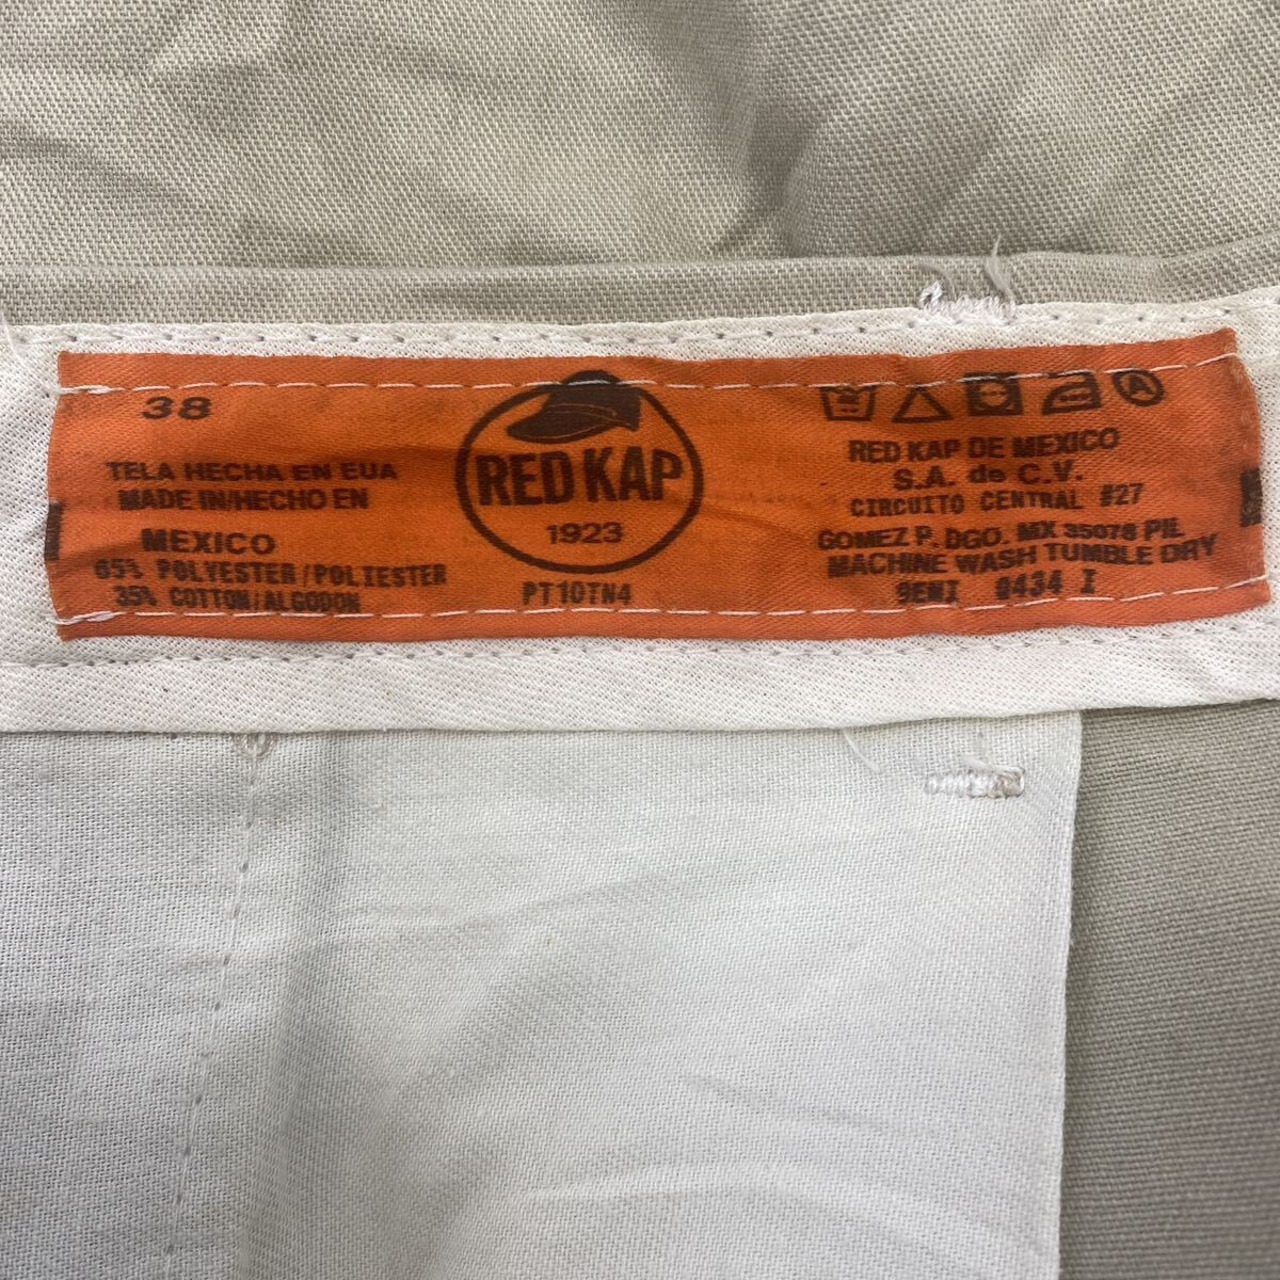 38
TELA HECHA EN EUA
MADE IN/HECHO EN
MEXICO
65% POLYESTER/POLIESTER
35% COTTON/ALGODON
RED KAP
1923
PT10TN4
A
RED KAP DE MEXICO
S.A. de C.V.
CIRCUITO CENTRAL #27
GOMEZ P. DGO. MX 35078 PIL
MACHINE WASH TUMBLE DRY
0434 I